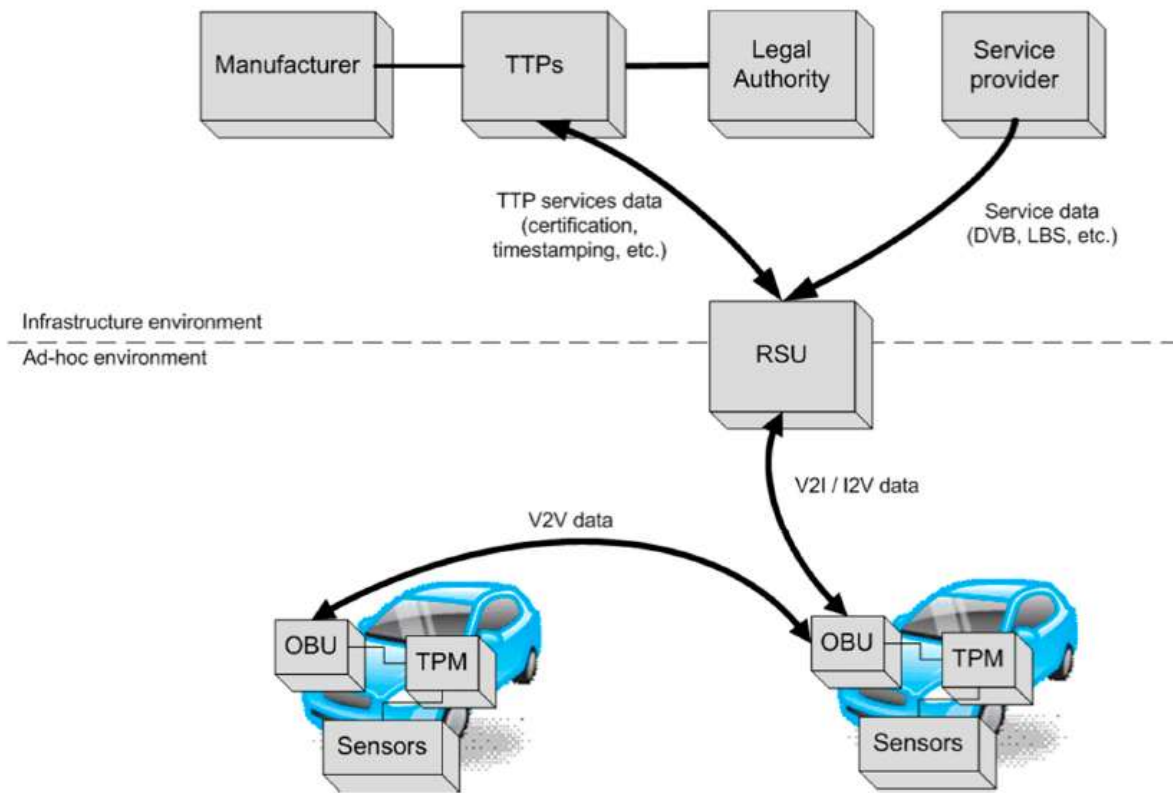 Manufacturer
TTPs
Legal
Authority
Service
provider
TTP services data
(certification,
timestamping, etc.)
Service data
(DVB, LBS, etc.)
Infrastructure environment
Ad-hoc environment
RSU
V2I / I2V data
V2V data
OBU
TPM
Sensors
OBU
TPM
Sensors